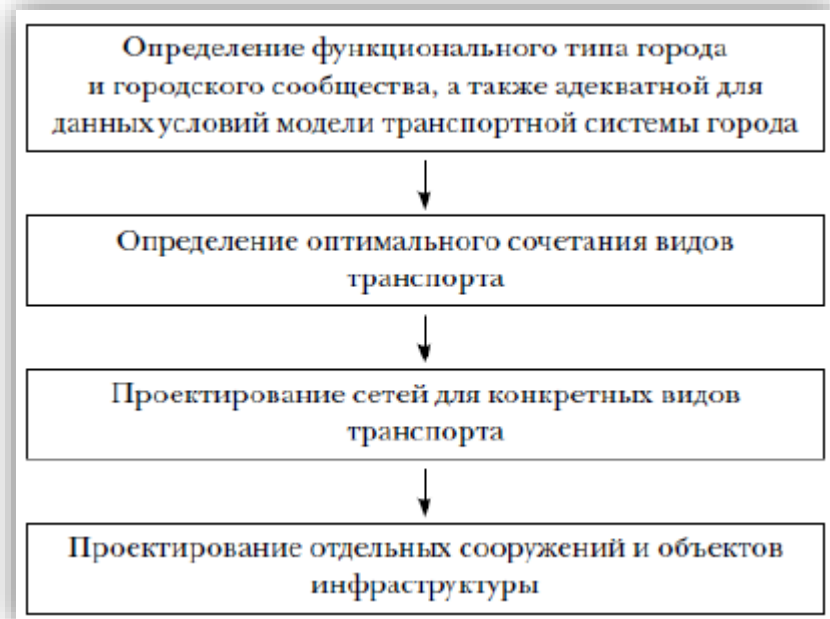 Определение функционального типа города
и городского сообщества, а также адекватной для
данных условий модели транспортной системы города
Определение оптимального сочетания видов
транспорта
Проектирование сетей для конкретных видов
транспорта
Проектирование отдельных сооружений и объектов
инфраструктуры